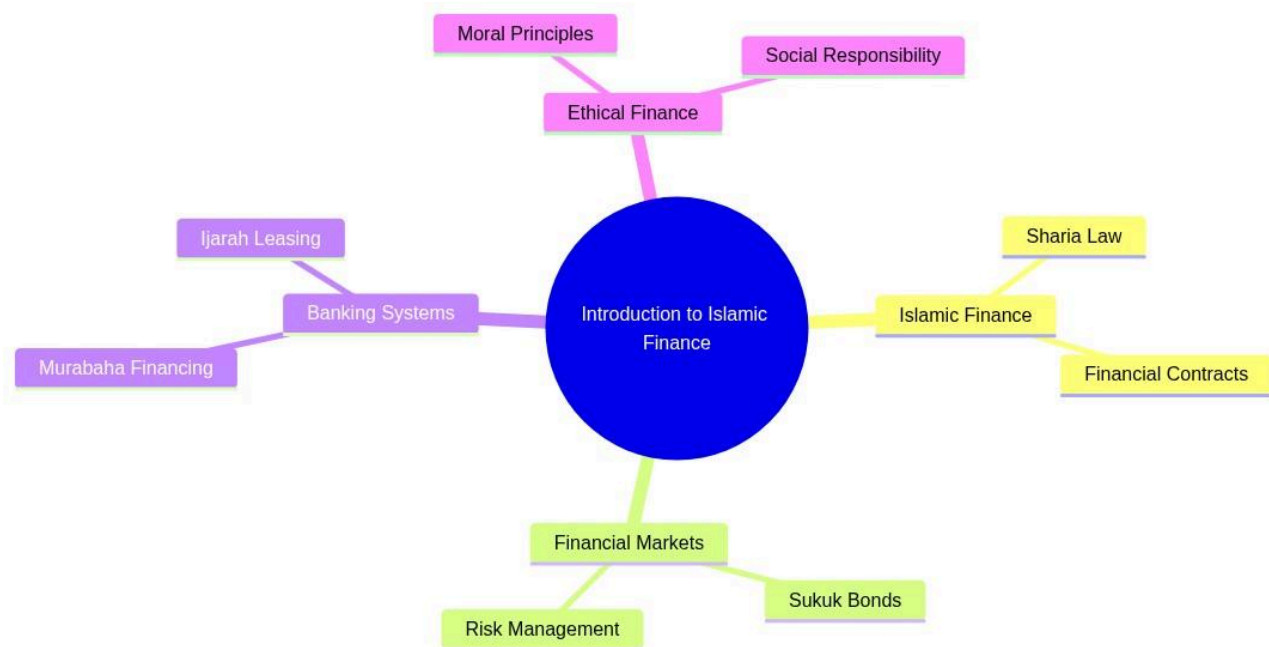 Moral Principles
Social Responsibility
Ethical Finance
Ijarah Leasing
Sharia Law
Banking Systems
Introduction to Islamic
Finance
Islamic Finance
Murabaha Financing
Financial Contracts
Financial Markets
Sukuk Bonds
Risk Management